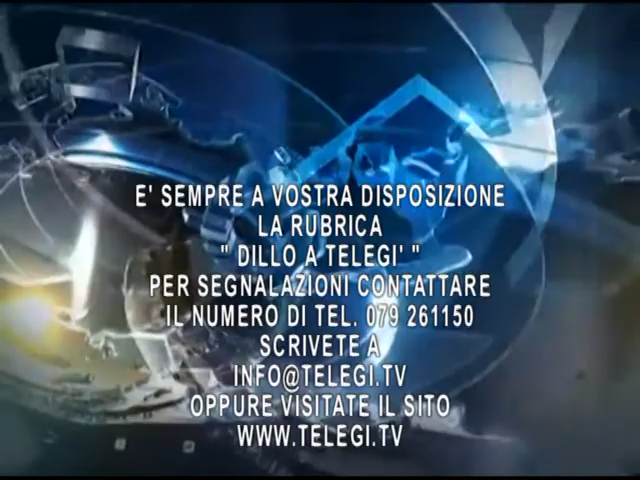 E' SEMPRE A VOSTRA DISPOSIZIONE
LA RUBRICA
" DILLO A TELEGI' "
PER SEGNALAZIONI CONTATTARE
IL NUMERO DI TEL. 079 261150
SCRIVETE A
INFO@TELEGI.TV
OPPURE VISITATE IL SITO
WWW.TELEGI.TV